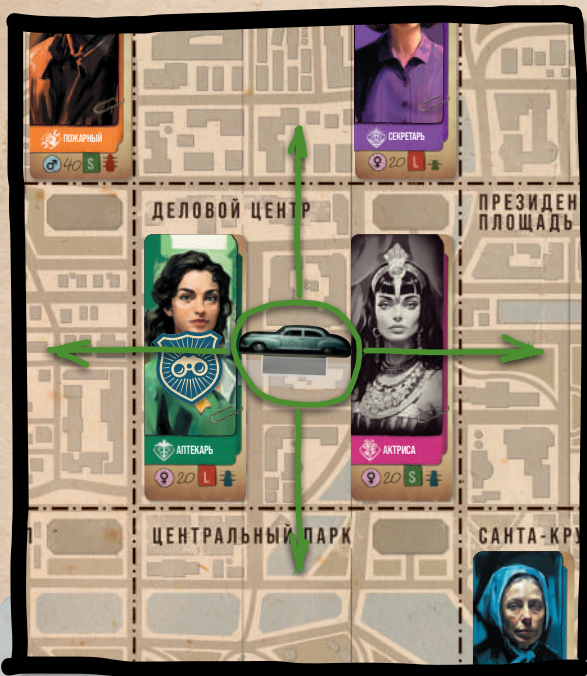 ПОЖАРНЫЙ
♂ 40 S
СЕКРЕТАРЬ
♀ 20 L
ДЕЛОВОЙ ЦЕНТР
ПРЕЗИДЕН
ПЛОЩАДЬ
АПТЕКАРЬ
♀ 20 L
АКТРИСА
♀ 20 S
ЦЕНТРАЛЬНЫЙ ПАРК
САНТА-КРУ